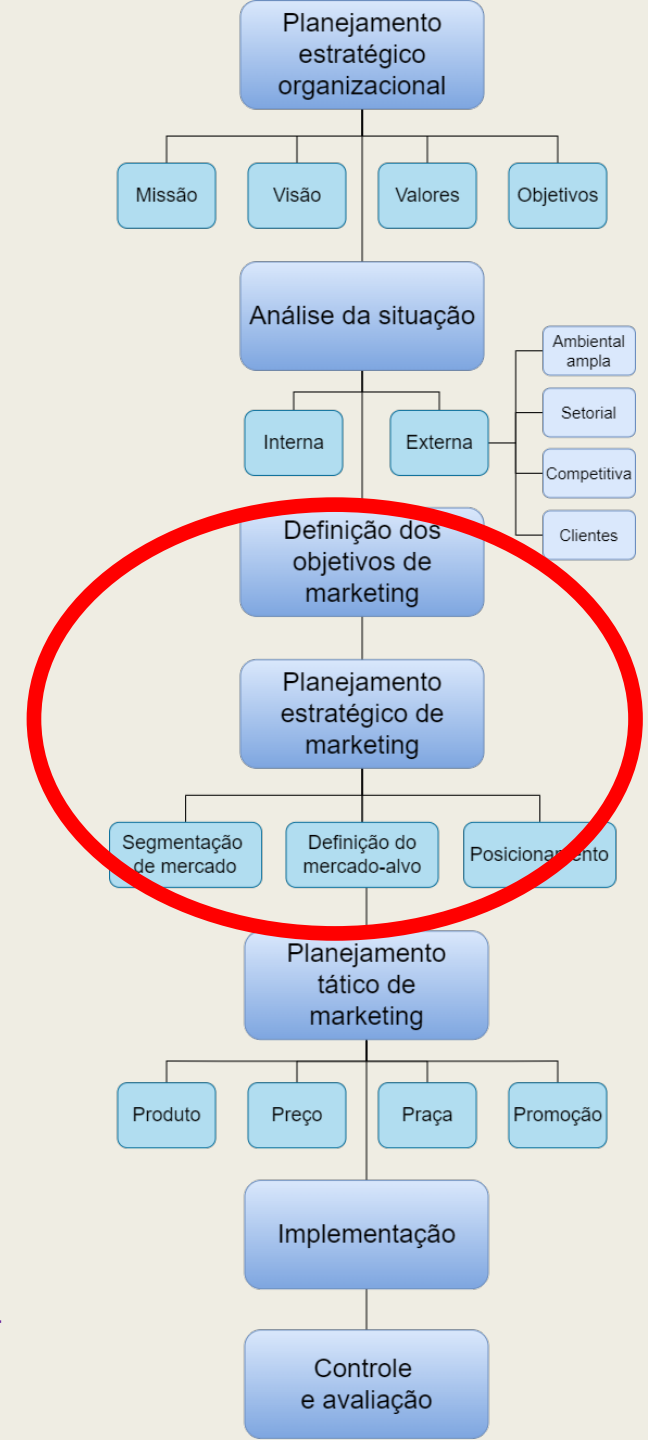 Planejamento
estratégico
organizacional
Missão
Visão
Valores
Objetivos
Análise da situação
Interna
Externa
Ambiental
ampla
Setorial
Competitiva
Clientes
Definição dos
objetivos de
marketing
Planejamento
estratégico de
marketing
Segmentação
de mercado
Definição do
mercado-alvo
Posicionamento
Planejamento
tático de
marketing
Produto
Preço
Praça
Promoção
Implementação
Controle
e avaliação